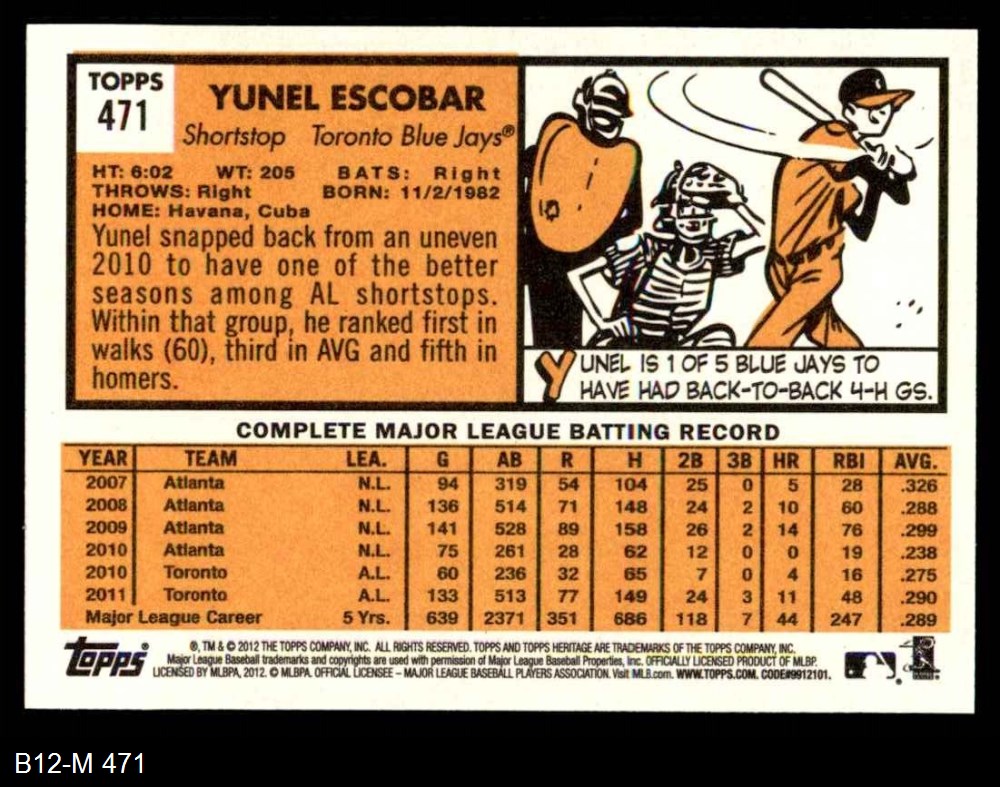 TOPPS
471
YUNEL ESCOBAR
Shortstop Toronto Blue Jays®
HT: 6:02 WT: 205 BATS: Right
THROWS: Right BORN: 11/2/1982
HOME: Havana, Cuba
Yunel snapped back from an uneven
2010 to have one of the better
seasons among AL shortstops.
Within that group, he ranked first in
walks (60), third in AVG and fifth in
homers.
YUNEL IS 1 OF 5 BLUE JAYS TO
HAVE HAD BACK-TO-BACK 4-H GS.
COMPLETE MAJOR LEAGUE BATTING RECORD
YEAR TEAM LEA. G AB R H 2B 3B HR RBI AVG.
2007 Atlanta N.L. 94 319 54 104 25 0 5 28 .326
2008 Atlanta N.L. 136 514 71 148 24 2 10 60 .288
2009 Atlanta N.L. 141 528 89 158 26 2 14 76 .299
2010 Atlanta N.L. 75 261 28 62 12 0 0 19 .238
2010 Toronto A.L. 60 236 32 65 7 0 4 16 .275
2011 Toronto A.L. 133 513 77 149 24 3 11 48 .290
Major League Career 5 Yrs. 639 2371 351 686 118 7 44 247 .289
Topps
®, TM & © 2012 THE TOPPS COMPANY, INC. ALL RIGHTS RESERVED. TOPPS AND TOPPS HERITAGE ARE TRADEMARKS OF THE TOPPS COMPANY, INC.
Major League Baseball trademarks and copyrights are used with permission of Major League Baseball Properties, Inc. OFFICIALLY LICENSED PRODUCT OF MLBP.
LICENSED BY MLBPA, 2012. © MLBPA. OFFICIAL LICENSEE – MAJOR LEAGUE BASEBALL PLAYERS ASSOCIATION. Visit MLB.com. WWW.TOPPS.COM. CODE#9912101.
B12-M 471